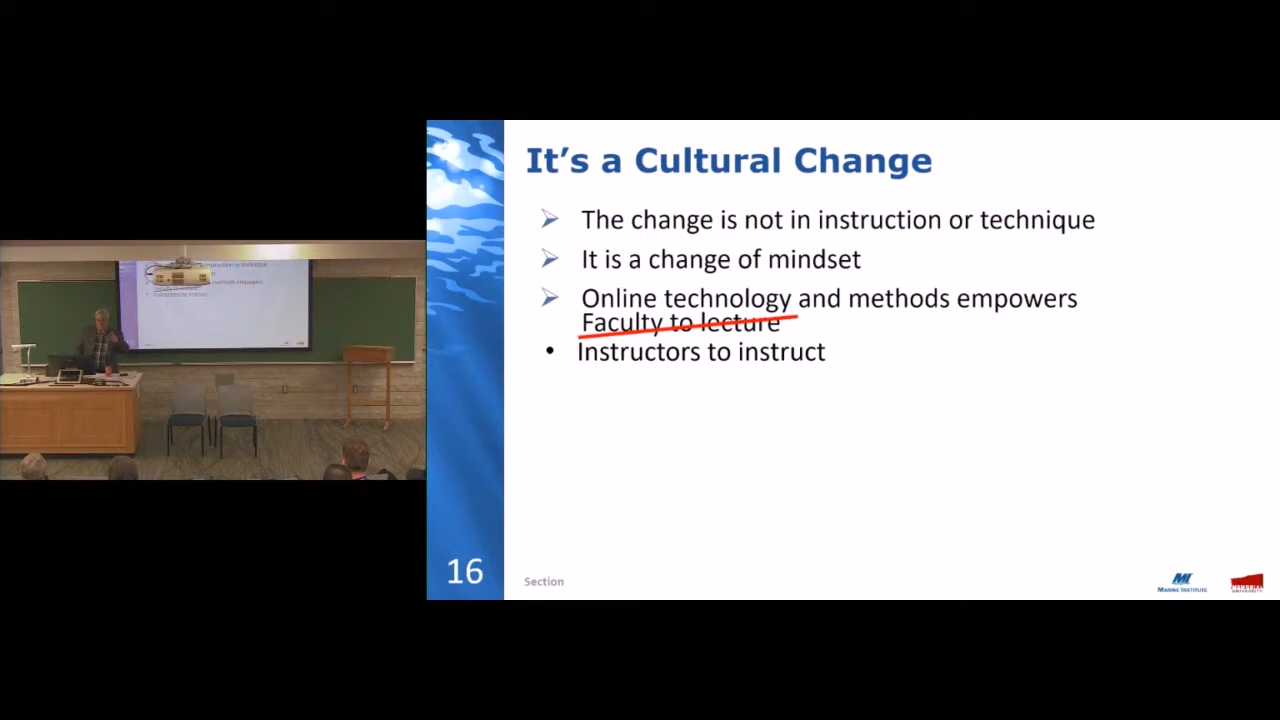 It's a Cultural Change
The change is not in instruction or technique
It is a change of mindset
Online technology and methods empowers
Faculty to lecture
• Instructors to instruct
16
Section
MI
MARINE INSTITUTE
MEMORIAL
UNIVERSITY